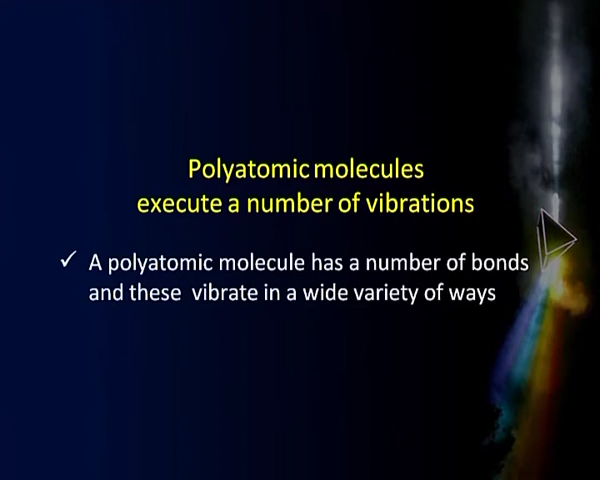 Polyatomic molecules
execute a number of vibrations
✓ A polyatomic molecule has a number of bonds
and these vibrate in a wide variety of ways